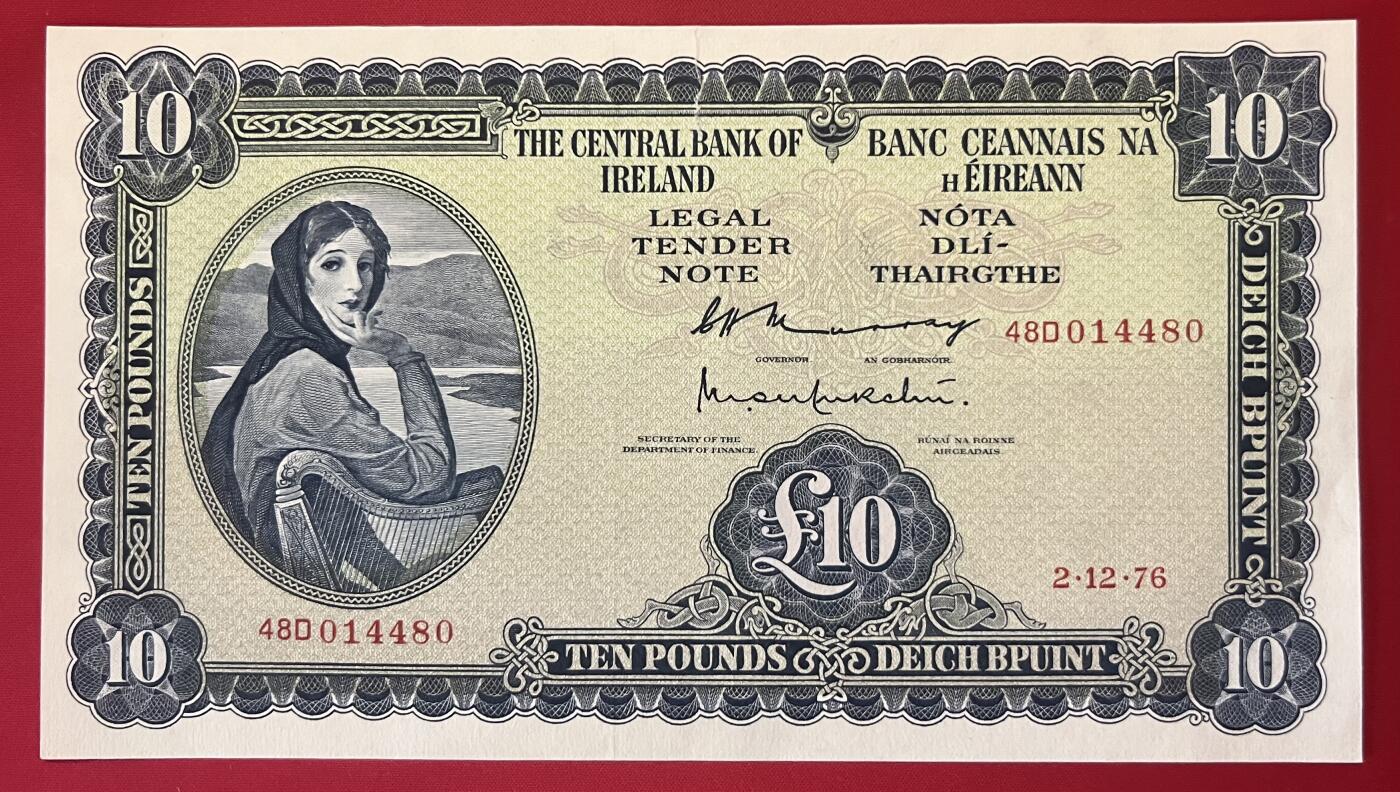 10
10
THE CENTRAL BANK OF
IRELAND
BANC CEANNAIS NA
HÉIREANN
LEGAL
TENDER
NOTE
NÓTA
DLÍ-
THAIRGTHE
C H Murray
48D014480
GOVERNOR
AN GOBHARNÓIR.
SECRETARY OF THE
DEPARTMENT OF FINANCE.
RÚNAÍ NA ROINNE
AIRGEADAIS
TEN POUNDS
DEICH BPUINT
£10
2·12·76
48D014480
10
TEN POUNDS
DEICH BPUINT
10